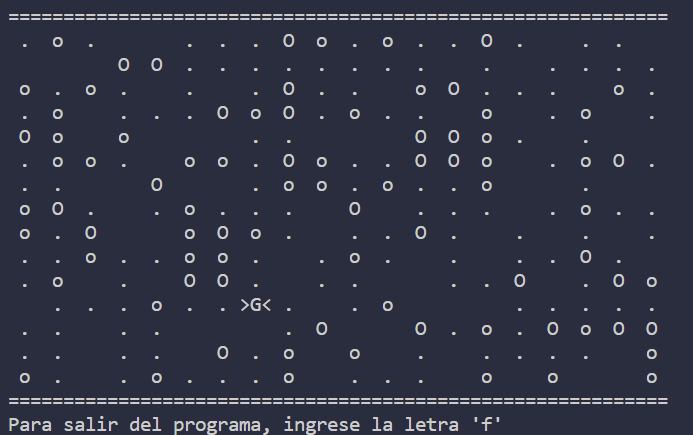 ============================================================
 .  o  .        .  .  .  O  o  .  o  .  .  O  .     .  .
          O  O  .  .  .  .  .  .  .  .  .  .     .  .  .  .
 o  .  o  .     .     .  O  .  .     o  O  .  .  .     o  .
 .  o     .  .  .  O  o  O  .  o  .  .     o     .  o     .
 O  o     o           .  .           O  O  o  .     .
 .  o  o  .     o  o  .  O  o  .  .  O  O  o     .  o  O  .
 .  .        O        .  o  o  .  o  .  .  o        .
 o  O  .     .  o  .  .  .     O     .  .  .     .  o  .  .
 o  .  O        o  O  o  .     .  .  O  .     .     .     .
 .  .  o  .  .  o  o  .     .  o  .     .     .  .  O  .
 .  o     .     O  O  .     .  .        .  .  O     .  O  o
    .  .  .  o  .  . >G< .     .  o           .  .  .  .  .
 .  .     .  .           .  O        O  .  o  .  O  o  O  O
 .  .     .  .     O  .  o     o  .     .  .  .  .  .     o
 o  .     .  o  .  .  .  o     .  .  .     o     o        o
============================================================
Para salir del programa, ingrese la letra 'f'